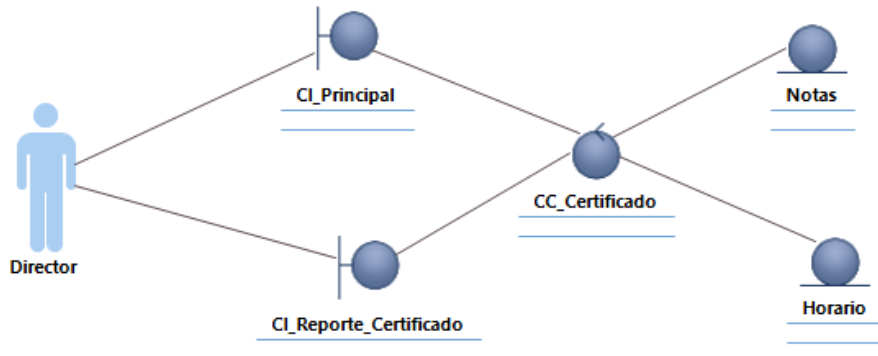 CI_Principal
Notas
CC_Certificado
Director
Horario
CI_Reporte_Certificado